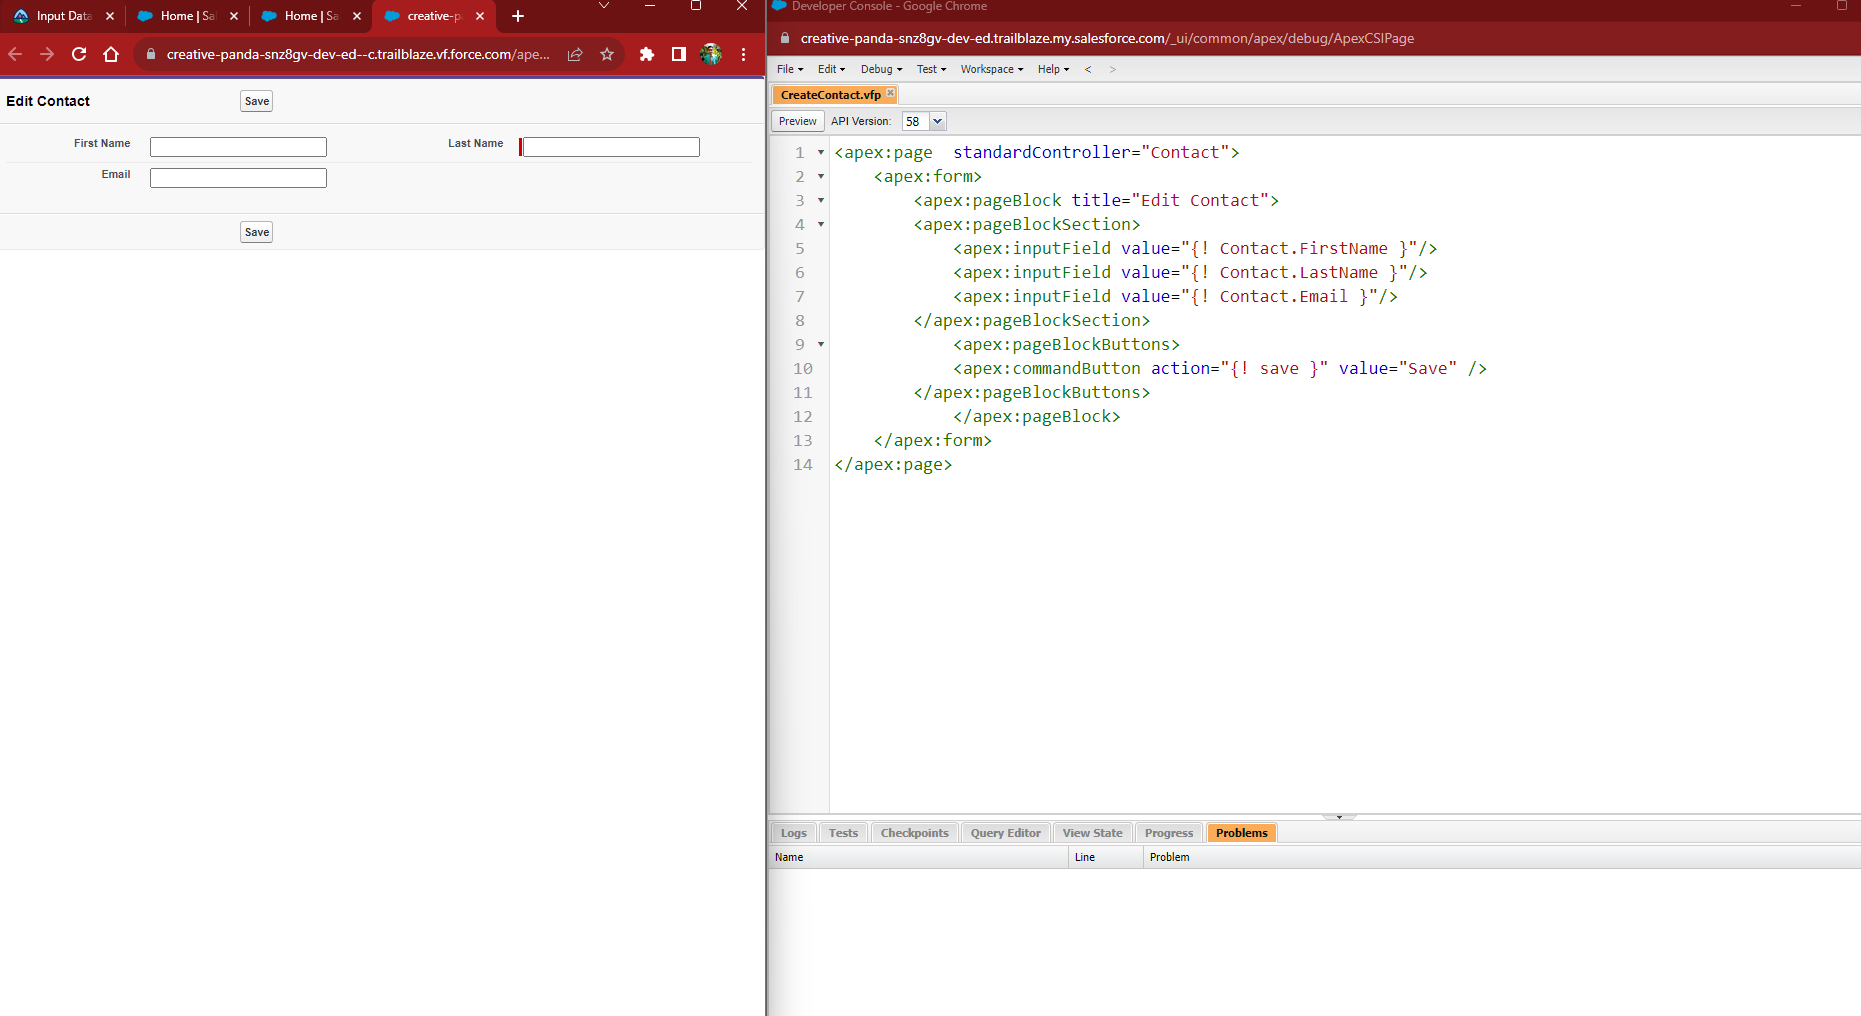 Input Data
Home | Sa
Home | Sa
creative-p
creative-panda-snz8gv-dev-ed--c.trailblaze.vf.force.com/ape...
Edit Contact
Save
First Name
Last Name
Email
Save
Developer Console - Google Chrome
creative-panda-snz8gv-dev-ed.trailblaze.my.salesforce.com/_ui/common/apex/debug/ApexCSIPage
File Edit Debug Test Workspace Help < >
CreateContact.vfp
Preview API Version: 58
1 <apex:page  standardController="Contact">
2     <apex:form>
3         <apex:pageBlock title="Edit Contact">
4         <apex:pageBlockSection>
5             <apex:inputField value="{! Contact.FirstName }"/>
6             <apex:inputField value="{! Contact.LastName }"/>
7             <apex:inputField value="{! Contact.Email }"/>
8         </apex:pageBlockSection>
9             <apex:pageBlockButtons>
10             <apex:commandButton action="{! save }" value="Save" />
11         </apex:pageBlockButtons>
12             </apex:pageBlock>
13     </apex:form>
14 </apex:page>
Logs Tests Checkpoints Query Editor View State Progress Problems
Name Line Problem